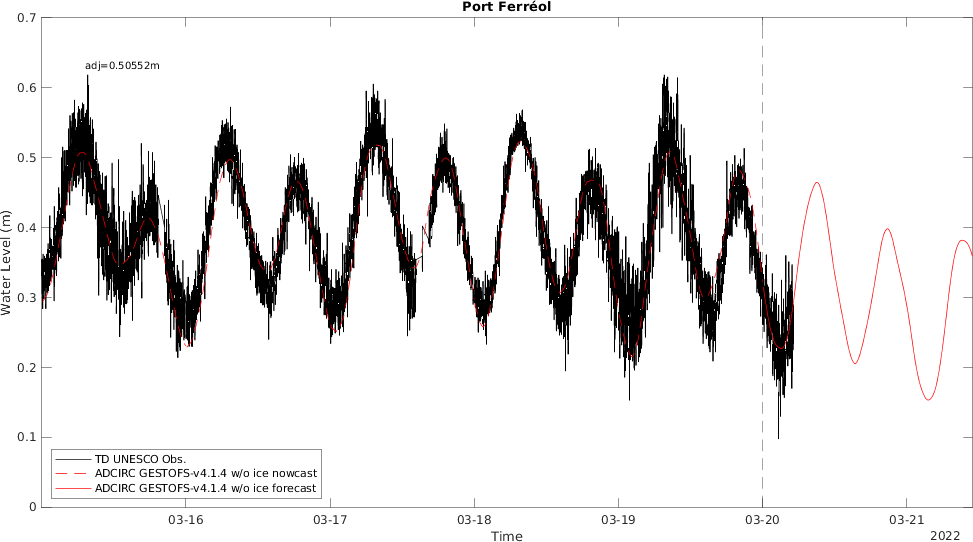 Port Ferréol
adj=0.50552m
Water Level (m)
0.7
0.6
0.5
0.4
0.3
0.2
0.1
0
TD UNESCO Obs.
ADCIRC GESTOFS-v4.1.4 w/o ice nowcast
ADCIRC GESTOFS-v4.1.4 w/o ice forecast
03-16 03-17 03-18 03-19 03-20 03-21
Time
2022